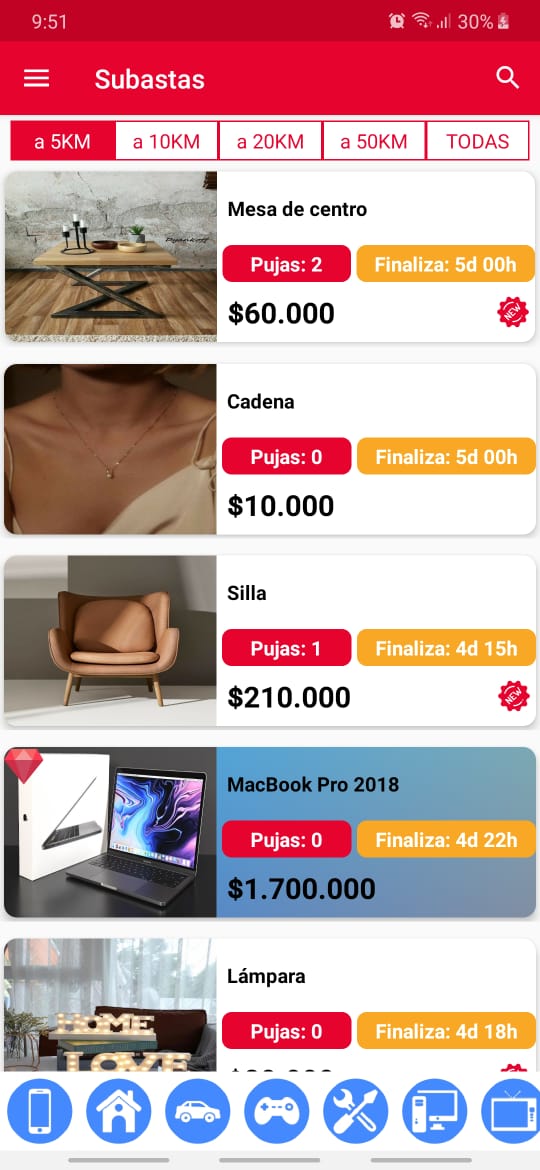 9:51
30%
Subastas
a 5KM
a 10KM
a 20KM
a 50KM
TODAS
Mesa de centro
Pujas: 2
Finaliza: 5d 00h
$60.000
NEW
Cadena
Pujas: 0
Finaliza: 5d 00h
$10.000
Silla
Pujas: 1
Finaliza: 4d 15h
$210.000
NEW
MacBook Pro 2018
Pujas: 0
Finaliza: 4d 22h
$1.700.000
Lámpara
Pujas: 0
Finaliza: 4d 18h
HOME
LOVE